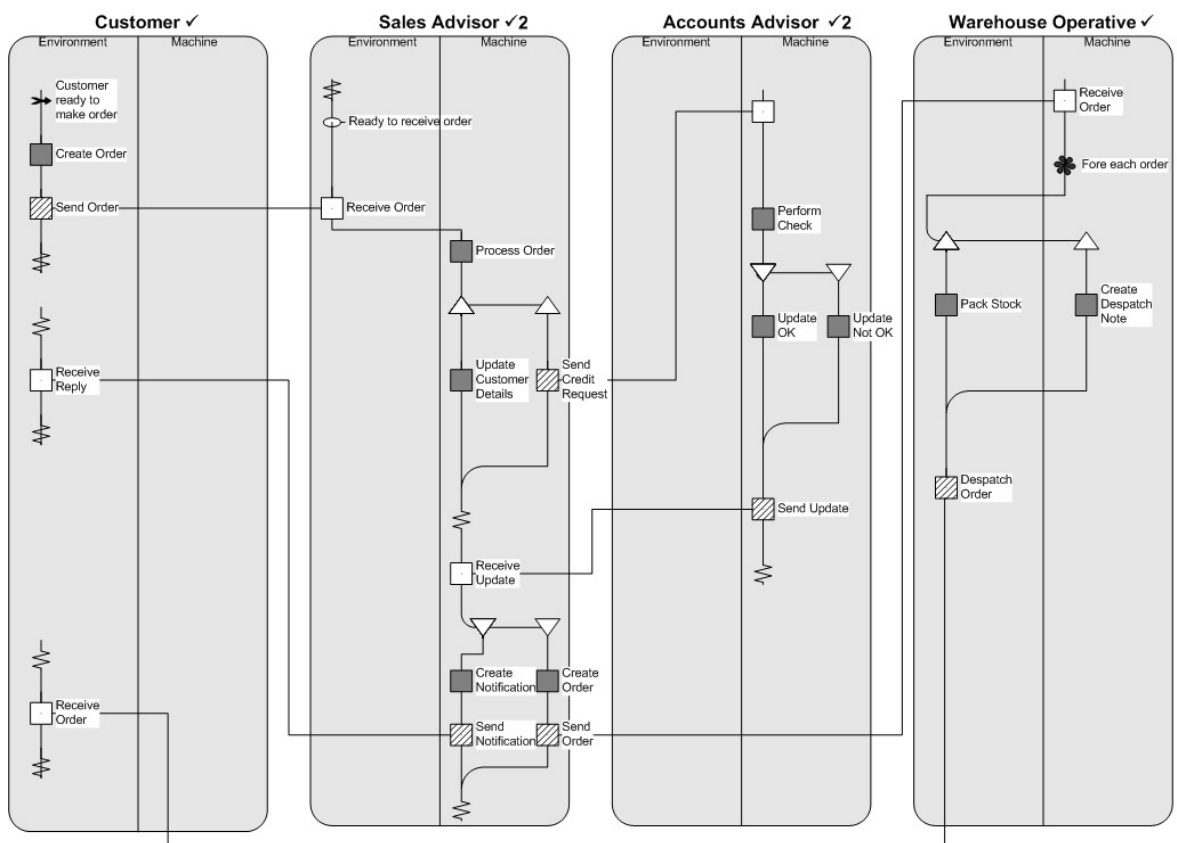 Customer ✓
Sales Advisor ✓2
Accounts Advisor ✓2
Warehouse Operative ✓
Environment
Machine
Environment
Machine
Environment
Machine
Environment
Machine
Customer
ready to
make order
Create Order
Send Order
Receive
Reply
Receive
Order
Ready to receive order
Receive Order
Process Order
Update
Customer
Details
Send
Credit
Request
Receive
Update
Create
Notification
Create
Order
Send
Notification
Send
Order
Perform
Check
Update
OK
Update
Not OK
Send Update
Receive
Order
Fore each order
Pack Stock
Create
Despatch
Note
Despatch
Order